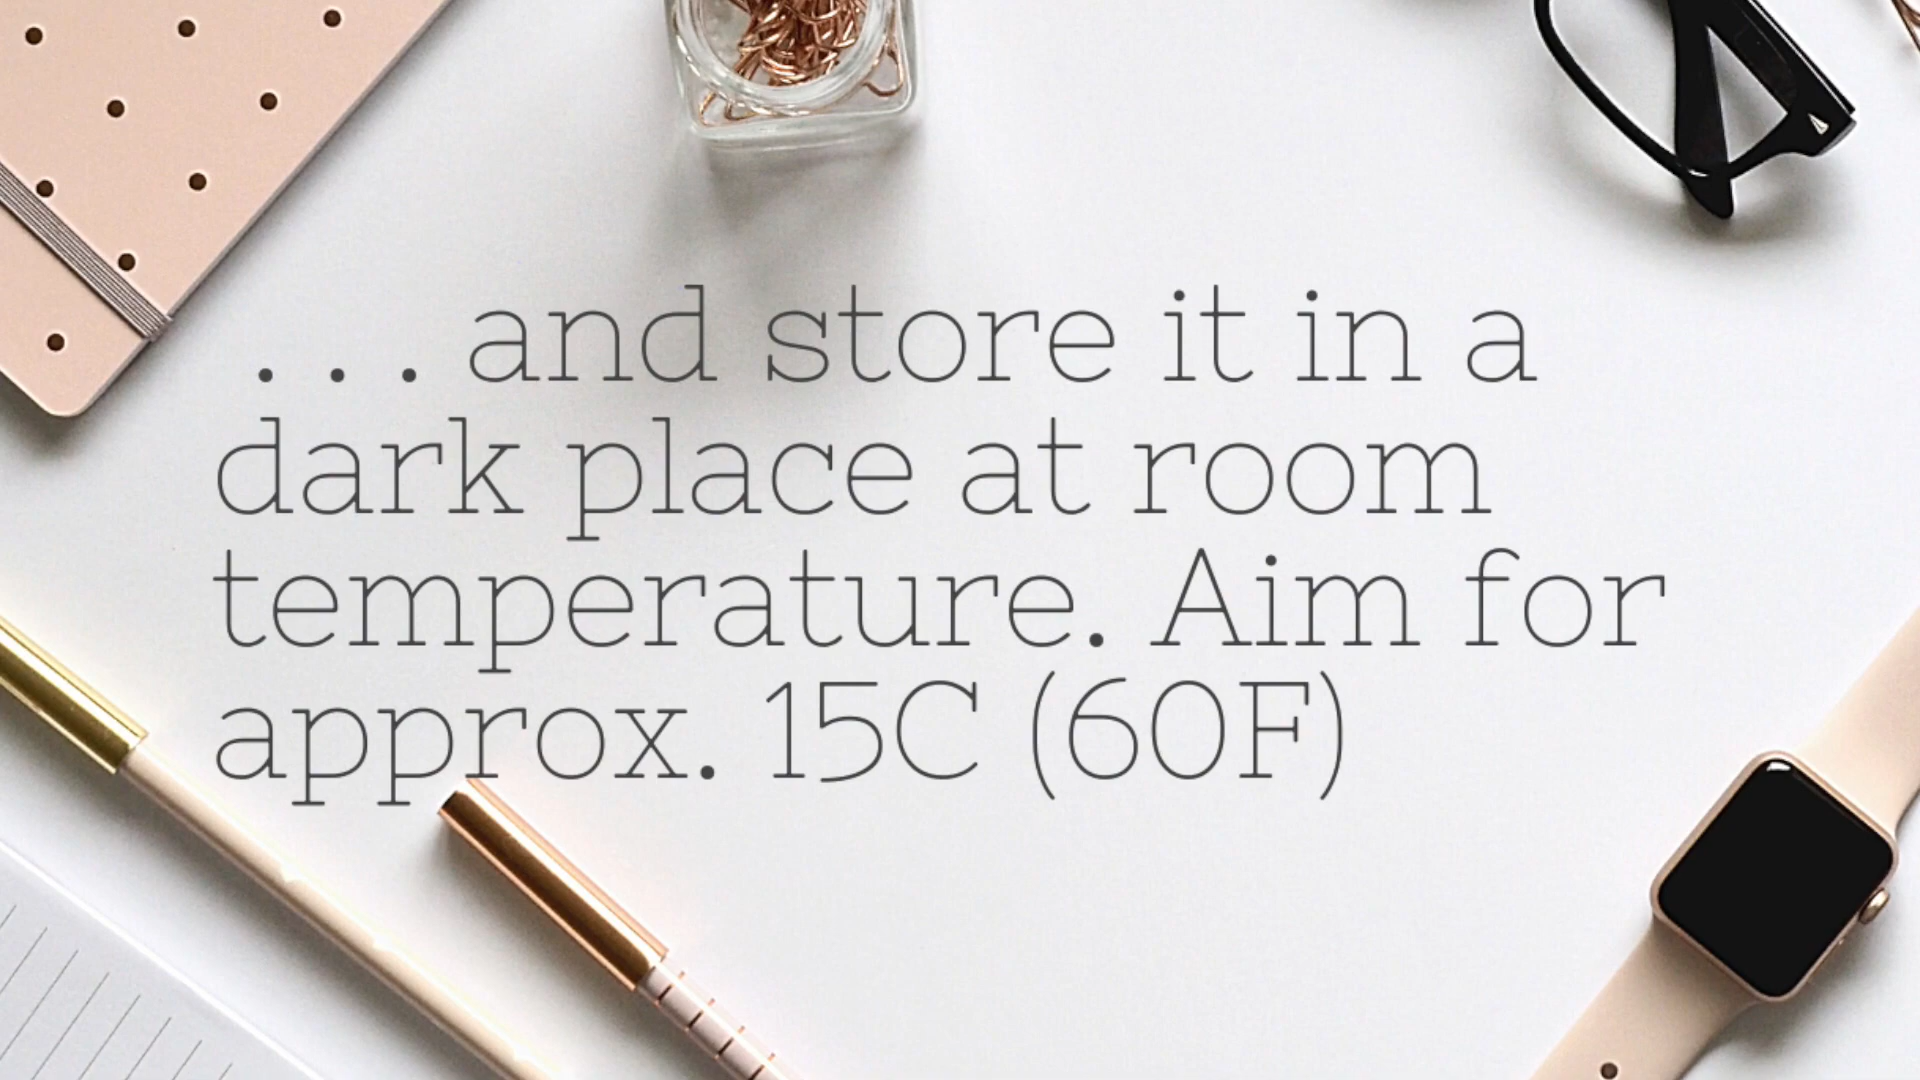 . . . and store it in a
dark place at room
temperature. Aim for
approx. 15C (60F)